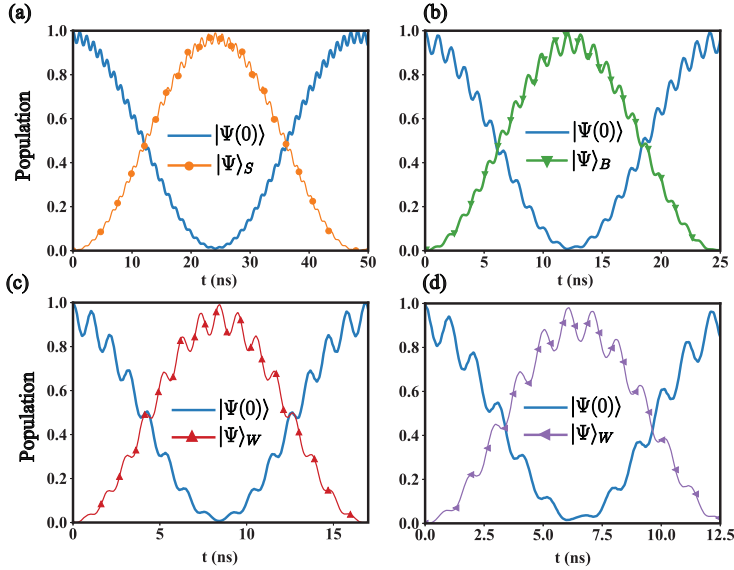 (a)
1.0
0.8
0.6
0.4
0.2
0.0
Population
|Ψ(0)⟩
|Ψ⟩S
0 10 20 30 40 50
t (ns)
(b)
1.0
0.8
0.6
0.4
0.2
0.0
|Ψ(0)⟩
|Ψ⟩B
0 5 10 15 20 25
t (ns)
(c)
1.0
0.8
0.6
0.4
0.2
0.0
Population
|Ψ(0)⟩
|Ψ⟩W
0 5 10 15
t (ns)
(d)
1.0
0.8
0.6
0.4
0.2
0.0
|Ψ(0)⟩
|Ψ⟩W
0.0 2.5 5.0 7.5 10.0 12.5
t (ns)